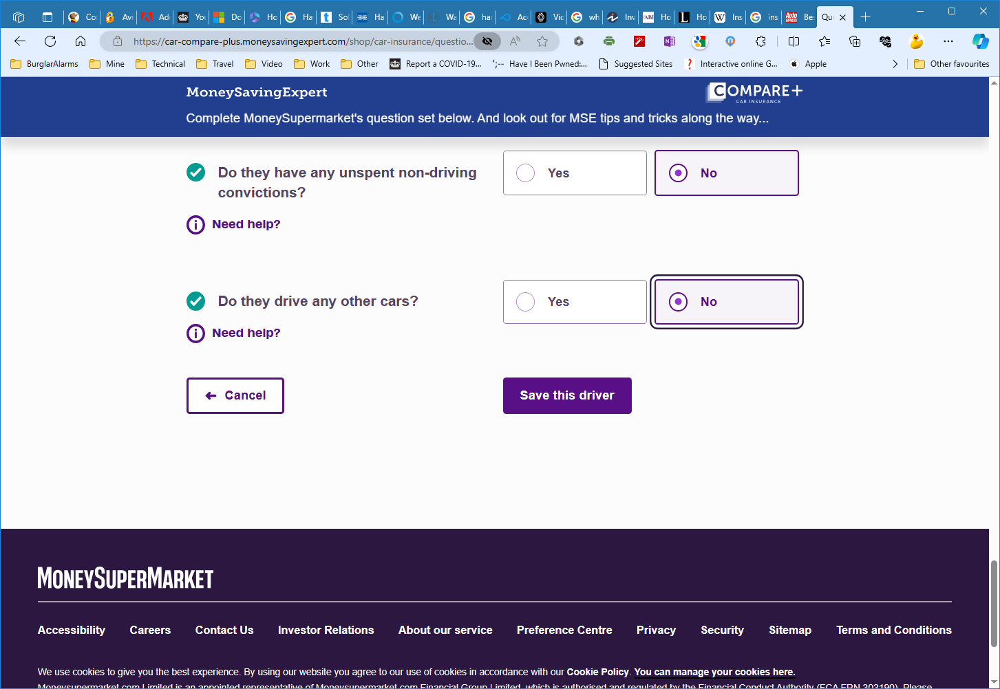 Co
Avi
Ad
Yo
Do
Ho
Ha
So
Ha
We
Wa
har
Acc
Vic
wh
Inv
Ho
Ho
Ins
ins
Be
Qu
https://car-compare-plus.moneysavingexpert.com/shop/car-insurance/questio...
BurglarAlarms
Mine
Technical
Travel
Video
Work
Other
Report a COVID-19...
Have I Been Pwned:...
Suggested Sites
Interactive online G...
Apple
Other favourites
MoneySavingExpert
COMPARE+
CAR INSURANCE
Complete MoneySupermarket's question set below. And look out for MSE tips and tricks along the way...
Do they have any unspent non-driving
convictions?
Yes
No
Need help?
Do they drive any other cars?
Yes
No
Need help?
Cancel
Save this driver
MONEYSUPERMARKET
Accessibility
Careers
Contact Us
Investor Relations
About our service
Preference Centre
Privacy
Security
Sitemap
Terms and Conditions
We use cookies to give you the best experience. By using our website you agree to our use of cookies in accordance with our Cookie Policy. You can manage your cookies here.
Moneysupermarket.com Limited is an appointed representative of Moneysupermarket.com Financial Group Limited, which is authorised and regulated by the Financial Conduct Authority (FCA FRN 303190). Please